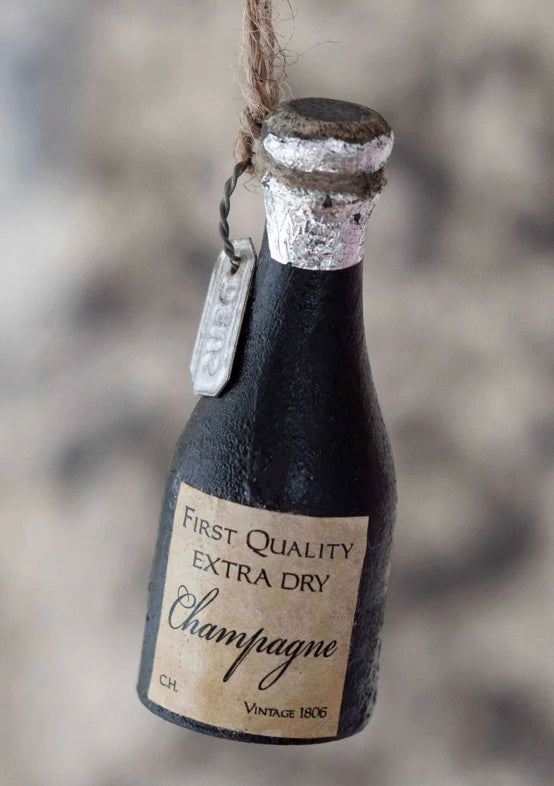 First Quality
Extra Dry
Champagne
C.H.
Vintage 1806